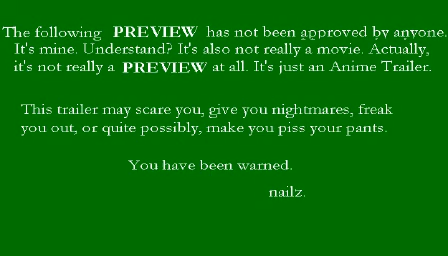 The following PREVIEW has not been approved by anyone.
It's mine. Understand? It's also not really a movie. Actually,
it's not really a PREVIEW at all. It's just an Anime Trailer.
This trailer may scare you, give you nightmares, freak
you out, or quite possibly, make you piss your pants.
You have been warned.
nailz.